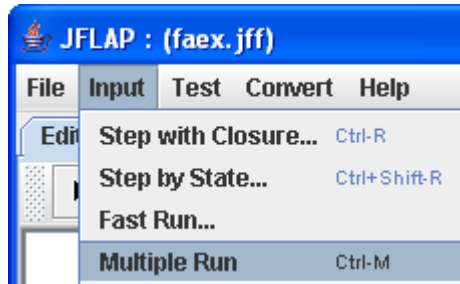 JFLAP : (faex.jff)
File Input Test Convert Help
Step with Closure... Ctrl-R
Step by State... Ctrl+Shift-R
Fast Run...
Multiple Run Ctrl-M